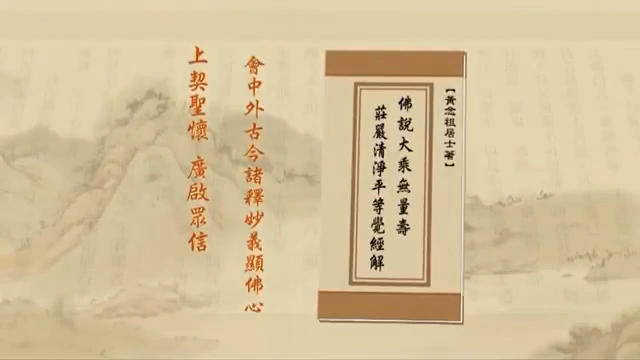 【黃念祖居士著】
佛說大乘無量壽
莊嚴清淨平等覺經解
會中外古今諸釋妙義顯佛心
上契聖懷 廣啟眾信